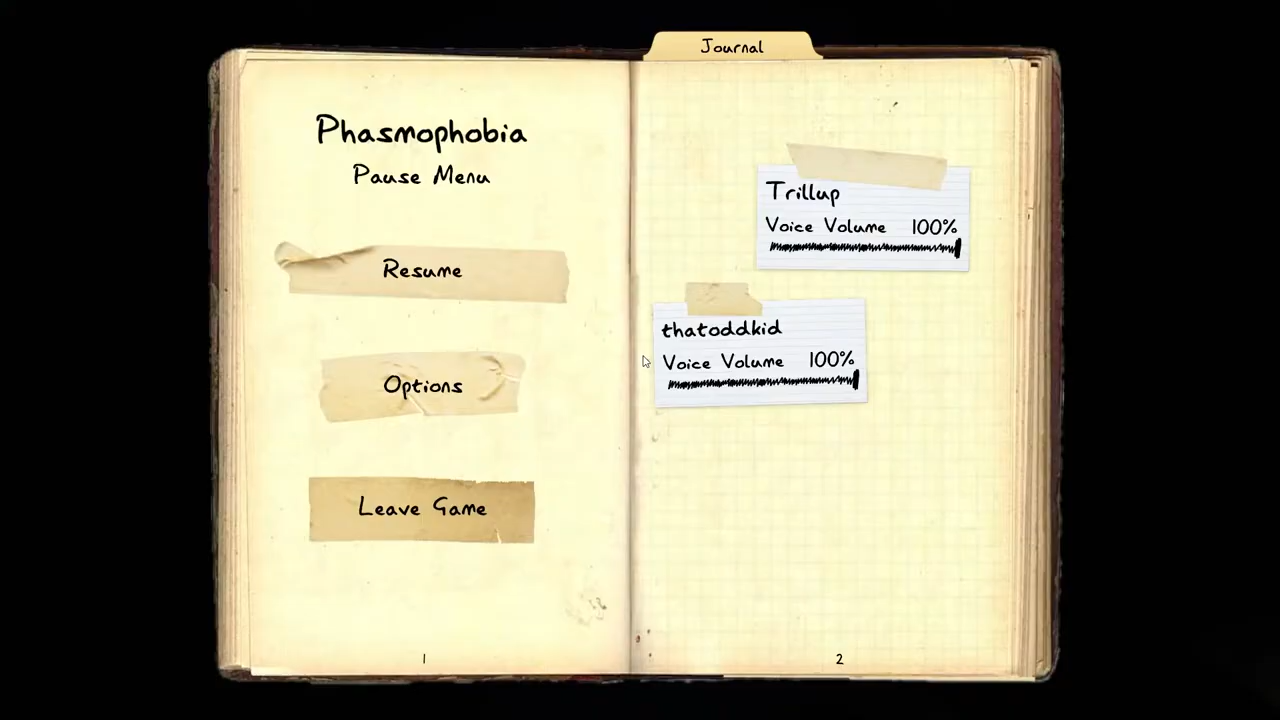 Journal
Phasmophobia
Pause Menu
Resume
Options
Leave Game
1
Trillup
Voice Volume 100%
thatoddkid
Voice Volume 100%
2